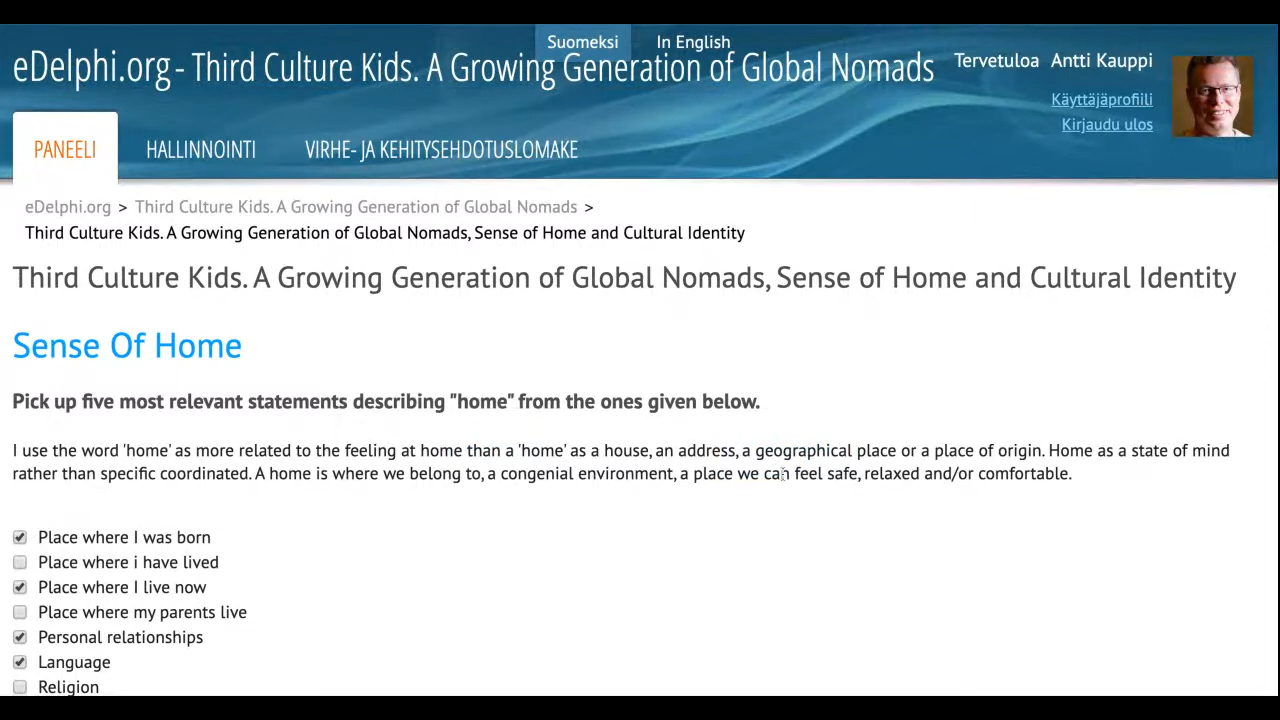 Suomeksi In English
eDelphi.org - Third Culture Kids. A Growing Generation of Global Nomads
Tervetuloa Antti Kauppi
Käyttäjäprofiili
Kirjaudu ulos
PANEELI HALLINNOINTI VIRHE- JA KEHITYSEHDOTUSLOMAKE
eDelphi.org > Third Culture Kids. A Growing Generation of Global Nomads >
Third Culture Kids. A Growing Generation of Global Nomads, Sense of Home and Cultural Identity
Third Culture Kids. A Growing Generation of Global Nomads, Sense of Home and Cultural Identity
Sense Of Home
Pick up five most relevant statements describing "home" from the ones given below.
I use the word 'home' as more related to the feeling at home than a 'home' as a house, an address, a geographical place or a place of origin. Home as a state of mind
rather than specific coordinated. A home is where we belong to, a congenial environment, a place we can feel safe, relaxed and/or comfortable.
Place where I was born
Place where i have lived
Place where I live now
Place where my parents live
Personal relationships
Language
Religion